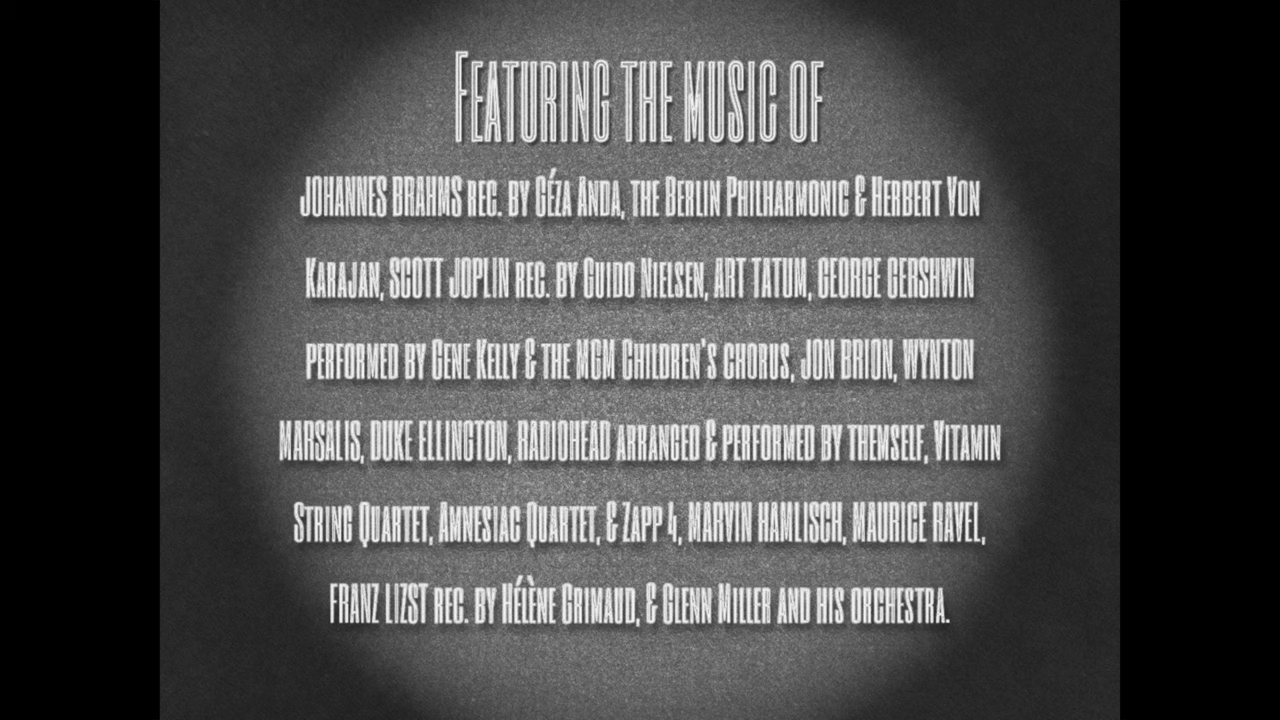 Featuring the music of
JOHANNES BRAHMS rec. by Géza Anda, the Berlin Philharmonic & Herbert Von
Karajan, SCOTT JOPLIN rec. by Guido Nielsen, ART TATUM, GEORGE GERSHWIN
performed by Gene Kelly & the MGM Children's chorus, JON BRION, WYNTON
MARSALIS, DUKE ELLINGTON, RADIOHEAD arranged & performed by themself, Vitamin
String Quartet, Amnesiac Quartet, & Zapp 4, MARVIN HAMLISCH, MAURICE RAVEL,
FRANZ LIZST rec. by Hélène Grimaud, & Glenn Miller and his orchestra.